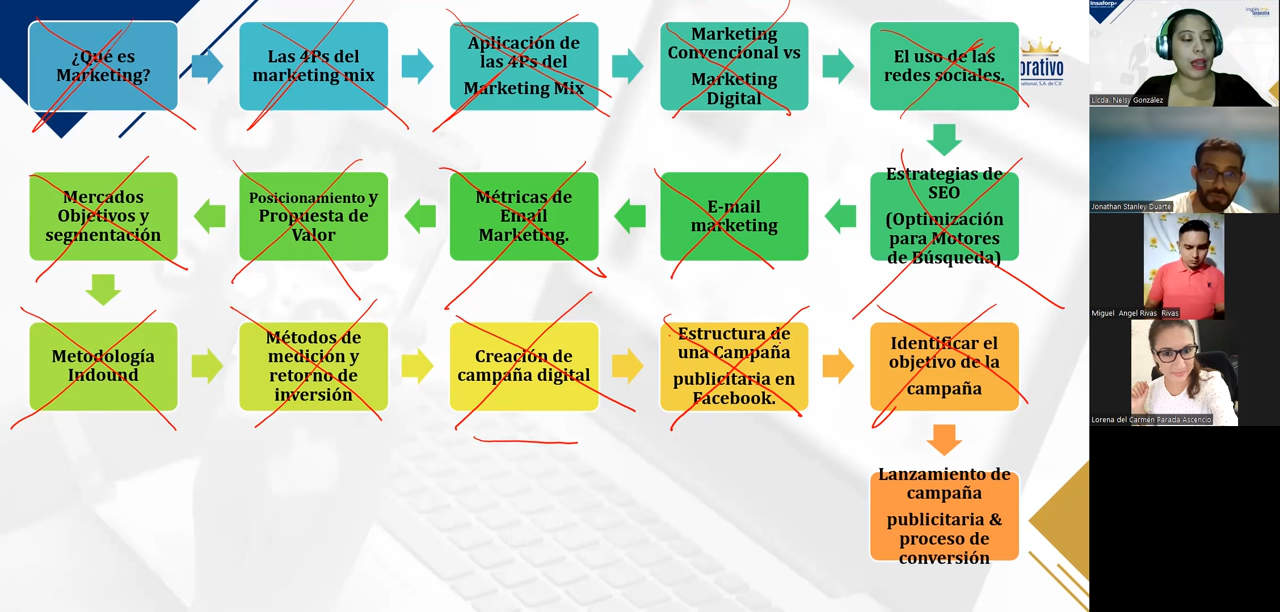 ¿Qué es
Marketing?
Las 4Ps del
marketing mix
Aplicación de
las 4Ps del
Marketing Mix
Marketing
Convencional vs
Marketing
Digital
El uso de las
redes sociales.
Mercados
Objetivos y
segmentación
Posicionamiento y
Propuesta de
Valor
Métricas de
Email
Marketing.
E-mail
marketing
Estrategias de
SEO
(Optimización
para Motores
de Búsqueda)
Metodología
Indound
Métodos de
medición y
retorno de
inversión
Creación de
campaña digital
Estructura de
una Campaña
publicitaria en
Facebook.
Identificar el
objetivo de la
campaña
Lanzamiento de
campaña
publicitaria &
proceso de
conversión
orativo
Insaforp
Licda. Nelsy González
Jonathan Stanley Duarte
Miguel Angel Rivas Rivas
Lorena del Carmen Parada Ascencio